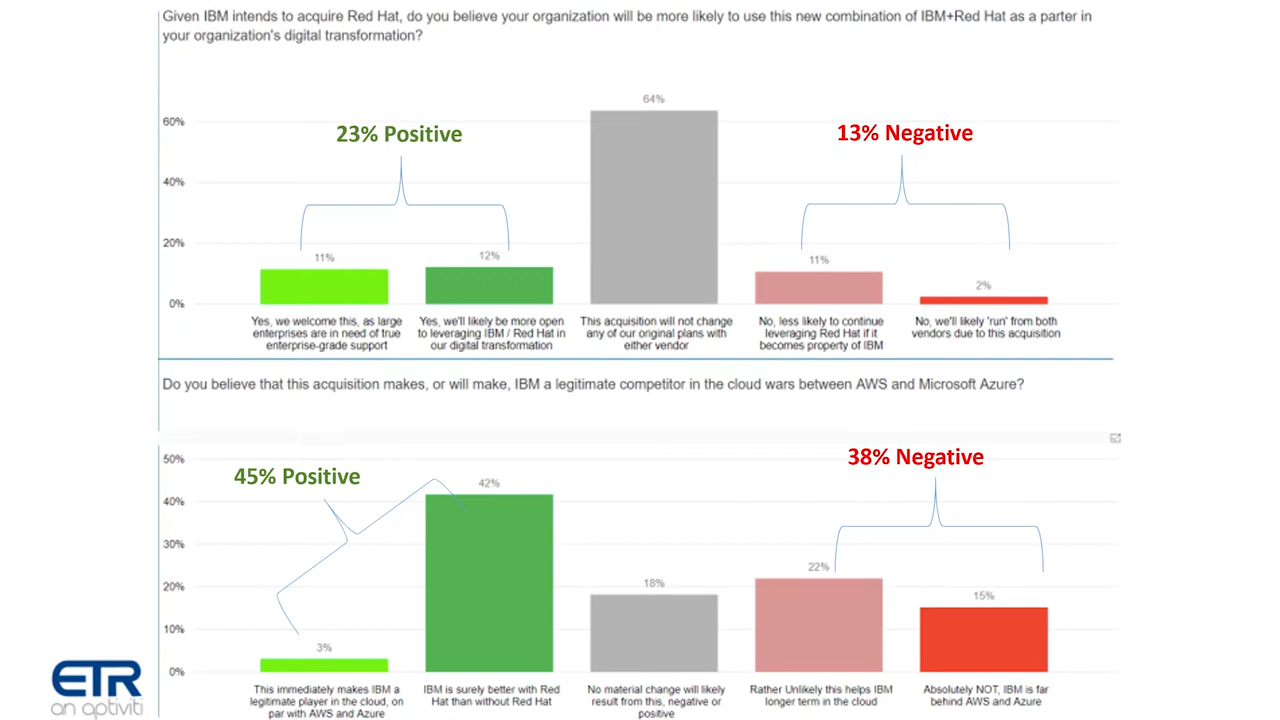 Given IBM intends to acquire Red Hat, do you believe your organization will be more likely to use this new combination of IBM+Red Hat as a parter in
your organization's digital transformation?
64%
60%
23% Positive
13% Negative
40%
20%
11%
12%
11%
2%
0%
Yes, we welcome this, as large
enterprises are in need of true
enterprise-grade support
Yes, we'll likely be more open
to leveraging IBM / Red Hat in
our digital transformation
This acquisition will not change
any of our original plans with
either vendor
No, less likely to continue
leveraging Red Hat if it
becomes property of IBM
No, we'll likely 'run' from both
vendors due to this acquisition
Do you believe that this acquisition makes, or will make, IBM a legitimate competitor in the cloud wars between AWS and Microsoft Azure?
50%
45% Positive
38% Negative
42%
40%
30%
22%
20%
18%
15%
10%
3%
0%
This immediately makes IBM a
legitimate player in the cloud, on
par with AWS and Azure
IBM is surely better with Red
Hat than without Red Hat
No material change will likely
result from this, negative or
positive
Rather Unlikely this helps IBM
longer term in the cloud
Absolutely NOT, IBM is far
behind AWS and Azure
ETR
an aptiviti